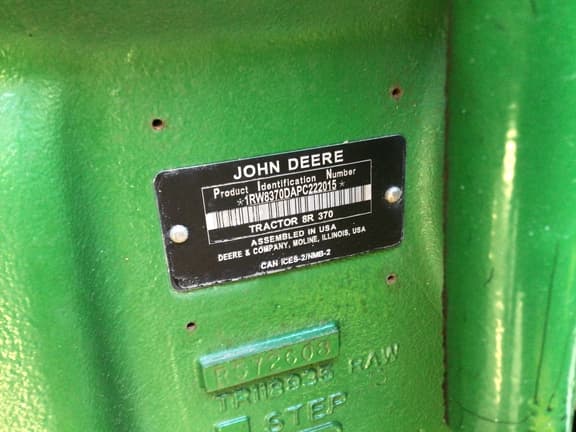 JOHN DEERE
Product Identification Number
*1RW8370DAPC222015*
TRACTOR 8R 370
ASSEMBLED IN USA
DEERE & COMPANY, MOLINE, ILLINOIS, USA
CAN ICES-2/NMB-2
R572608
TR118935 RAW
STEP